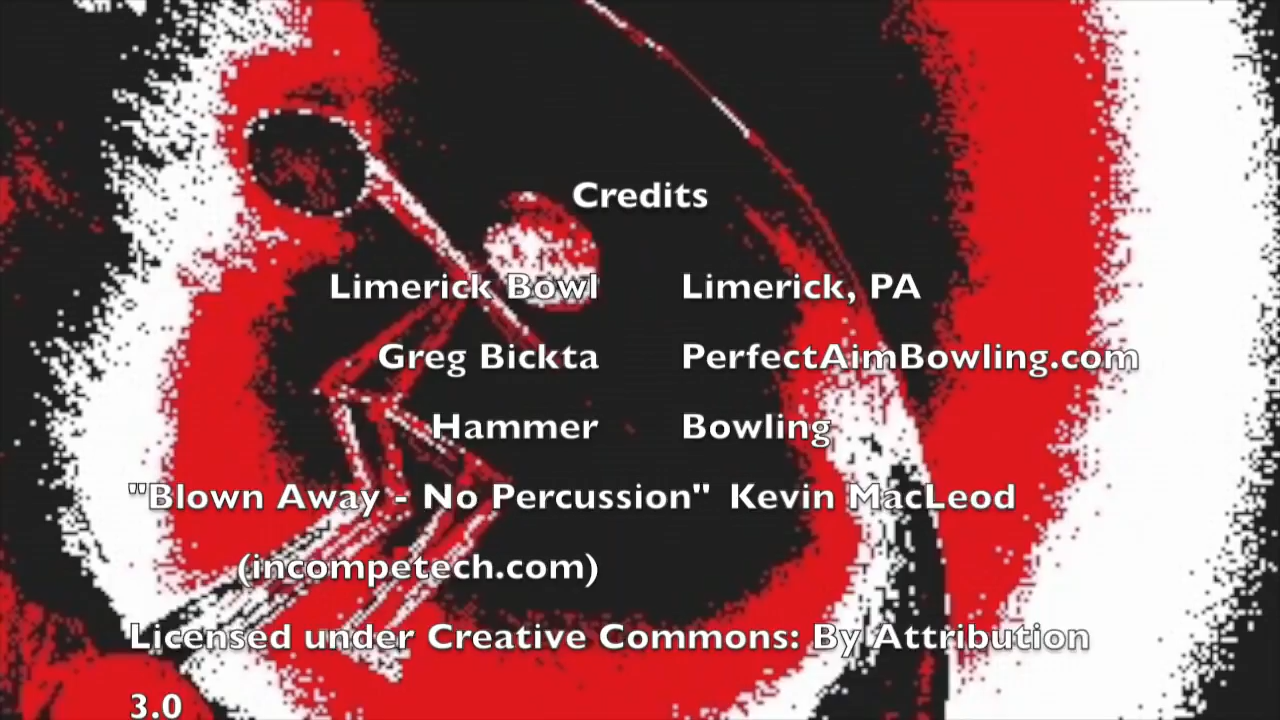 Credits
Limerick Bowl Limerick, PA
Greg Bickta PerfectAimBowling.com
Hammer Bowling
"Blown Away - No Percussion" Kevin MacLeod
(incompetech.com)
Licensed under Creative Commons: By Attribution
3.0